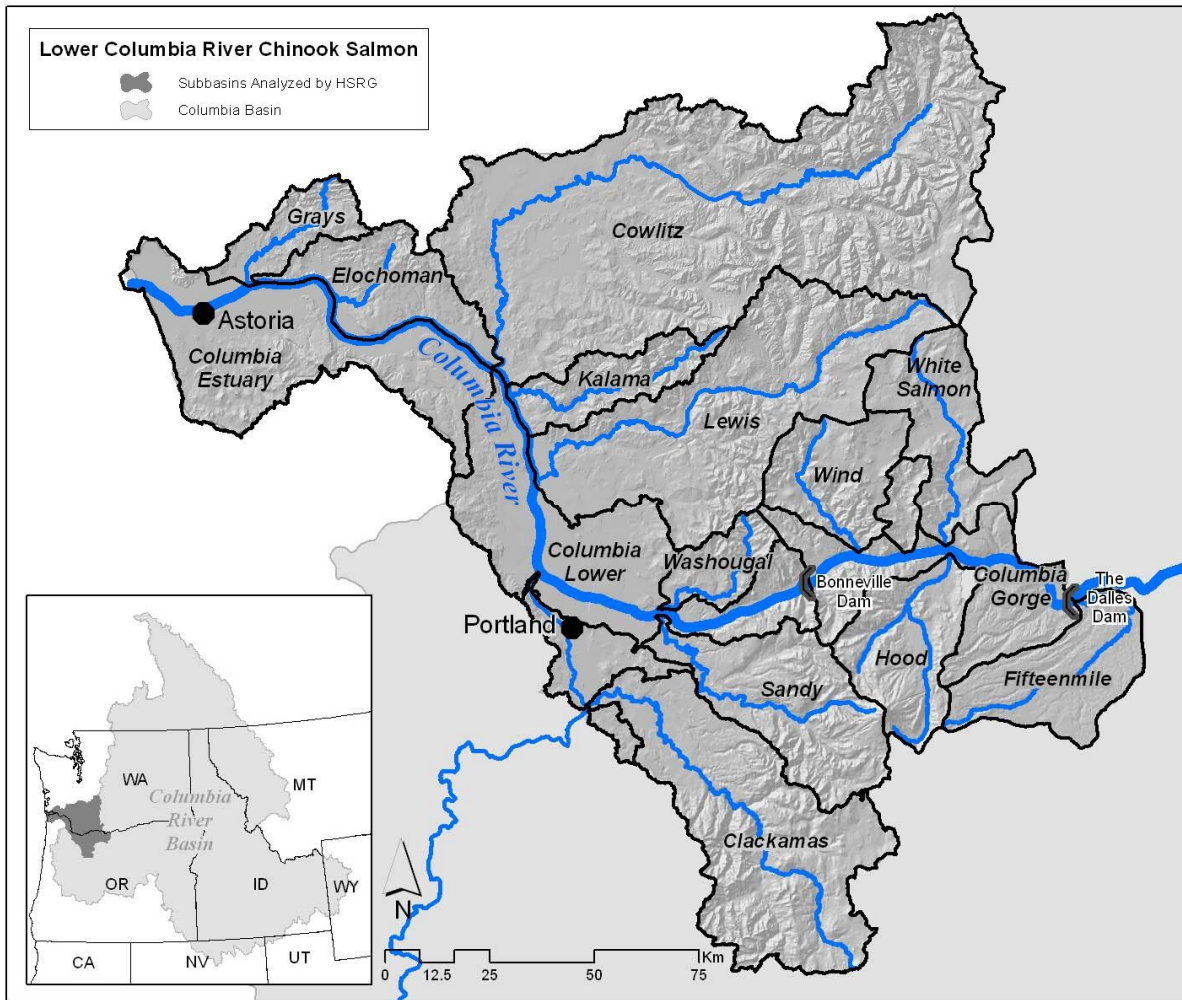 Lower Columbia River Chinook Salmon
Subbasins Analyzed by HSRG
Columbia Basin
Grays
Elochoman
Cowlitz
Astoria
Columbia
Estuary
Columbia River
Kalama
Lewis
White
Salmon
Wind
Columbia
Lower
Washougal
Bonneville
Dam
Columbia
Gorge
The
Dalles
Dam
Portland
Hood
Sandy
Fifteenmile
Clackamas
WA
MT
Columbia
River
Basin
OR
ID
WY
CA
NV
UT
N
Km
0 12.5 25 50 75